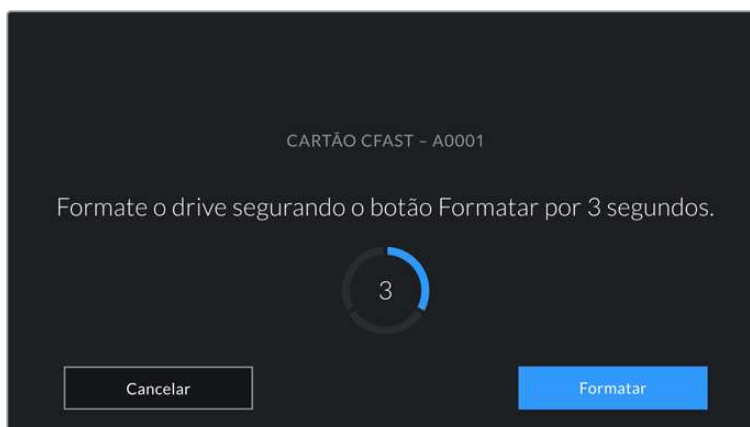 CARTÃO CFAST – A0001
Formate o drive segurando o botão Formatar por 3 segundos.
3
Cancelar
Formatar